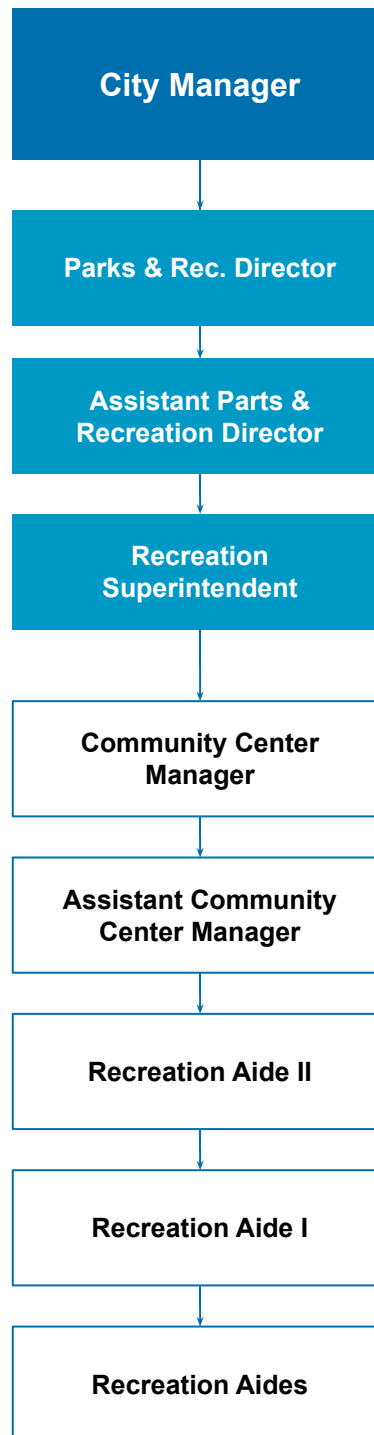 City Manager
Parks & Rec. Director
Assistant Parts &
Recreation Director
Recreation
Superintendent
Community Center
Manager
Assistant Community
Center Manager
Recreation Aide II
Recreation Aide I
Recreation Aides